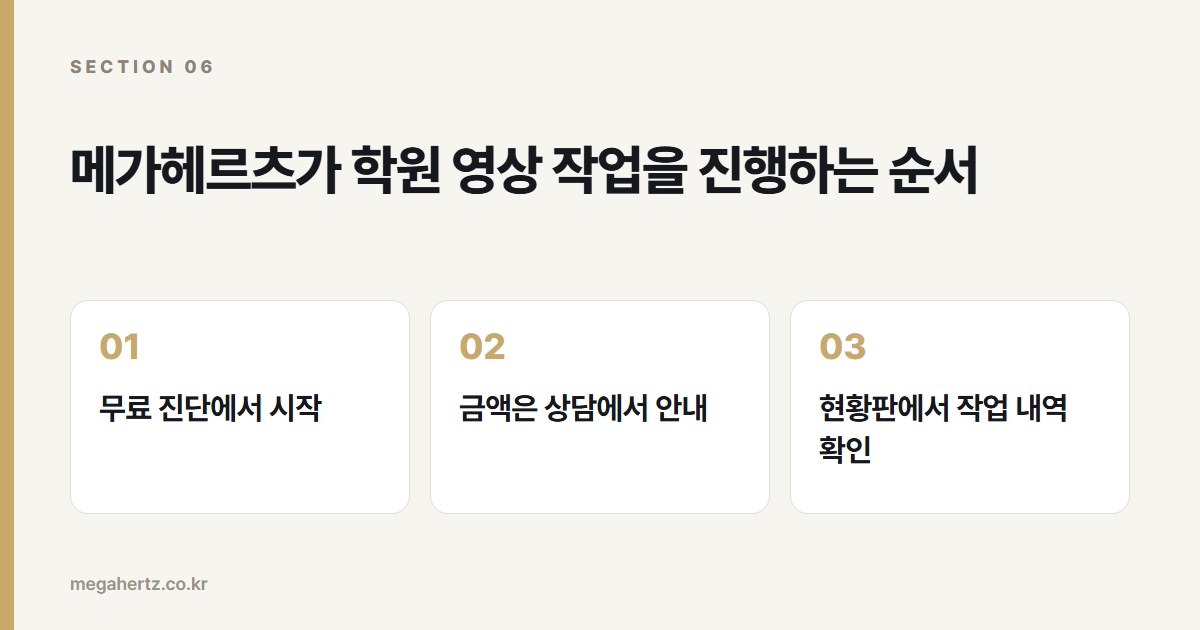 SECTION 06
메가헤르츠가 학원 영상 작업을 진행하는 순서
01
무료 진단에서 시작
02
금액은 상담에서 안내
03
현황판에서 작업 내역
확인
megahertz.co.kr